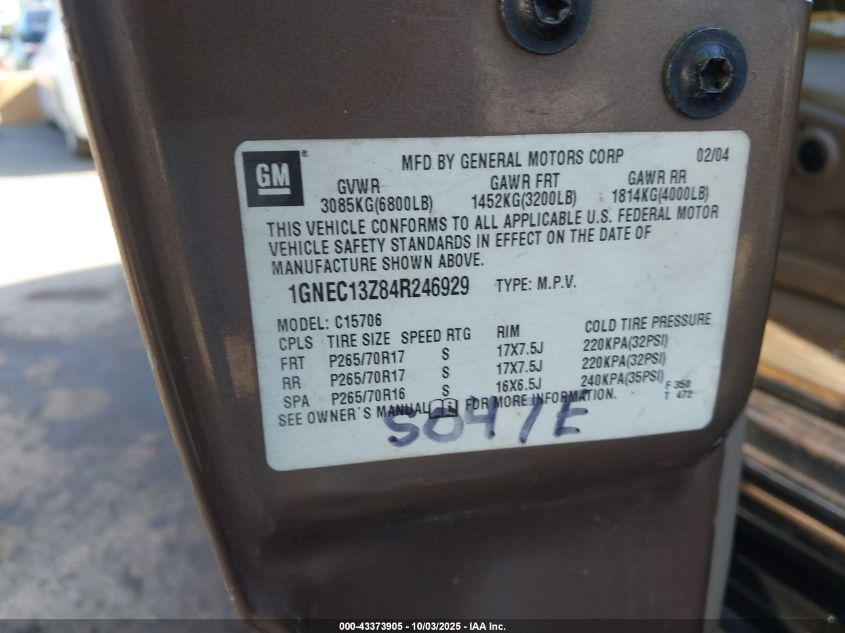 GM ® MFD BY GENERAL MOTORS CORP 02/04
GVWR GAWR FRT GAWR RR
3085KG(6800LB) 1452KG(3200LB) 1814KG(4000LB)
THIS VEHICLE CONFORMS TO ALL APPLICABLE U.S. FEDERAL MOTOR
VEHICLE SAFETY STANDARDS IN EFFECT ON THE DATE OF
MANUFACTURE SHOWN ABOVE.
1GNEC13Z84R246929 TYPE: M.P.V.
MODEL: C15706
CPLS TIRE SIZE SPEED RTG RIM COLD TIRE PRESSURE
FRT P265/70R17 S 17X7.5J 220KPA(32PSI)
RR P265/70R17 S 17X7.5J 220KPA(32PSI)
SPA P265/70R16 S 16X6.5J 240KPA(35PSI)
SEE OWNER'S MANUAL FOR MORE INFORMATION.
F 350
T 472
S041E
000-43373905 - 10/03/2025 - IAA Inc.